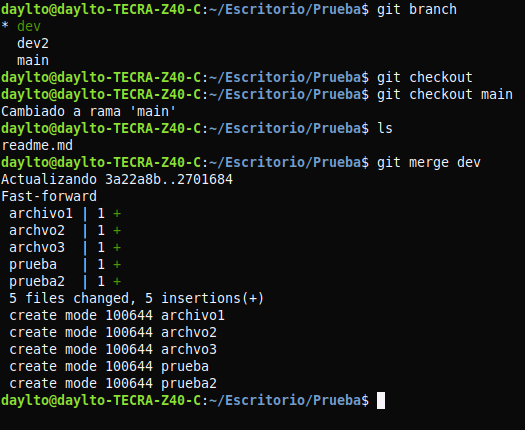 daylto@daylto-TECRA-Z40-C:~/Escritorio/Prueba$ git branch
* dev
  dev2
  main
daylto@daylto-TECRA-Z40-C:~/Escritorio/Prueba$ git checkout
daylto@daylto-TECRA-Z40-C:~/Escritorio/Prueba$ git checkout main
Cambiado a rama 'main'
daylto@daylto-TECRA-Z40-C:~/Escritorio/Prueba$ ls
readme.md
daylto@daylto-TECRA-Z40-C:~/Escritorio/Prueba$ git merge dev
Actualizando 3a22a8b..2701684
Fast-forward
 archivo1 | 1 +
 archvo2  | 1 +
 archvo3  | 1 +
 prueba   | 1 +
 prueba2  | 1 +
 5 files changed, 5 insertions(+)
 create mode 100644 archivo1
 create mode 100644 archvo2
 create mode 100644 archvo3
 create mode 100644 prueba
 create mode 100644 prueba2
daylto@daylto-TECRA-Z40-C:~/Escritorio/Prueba$